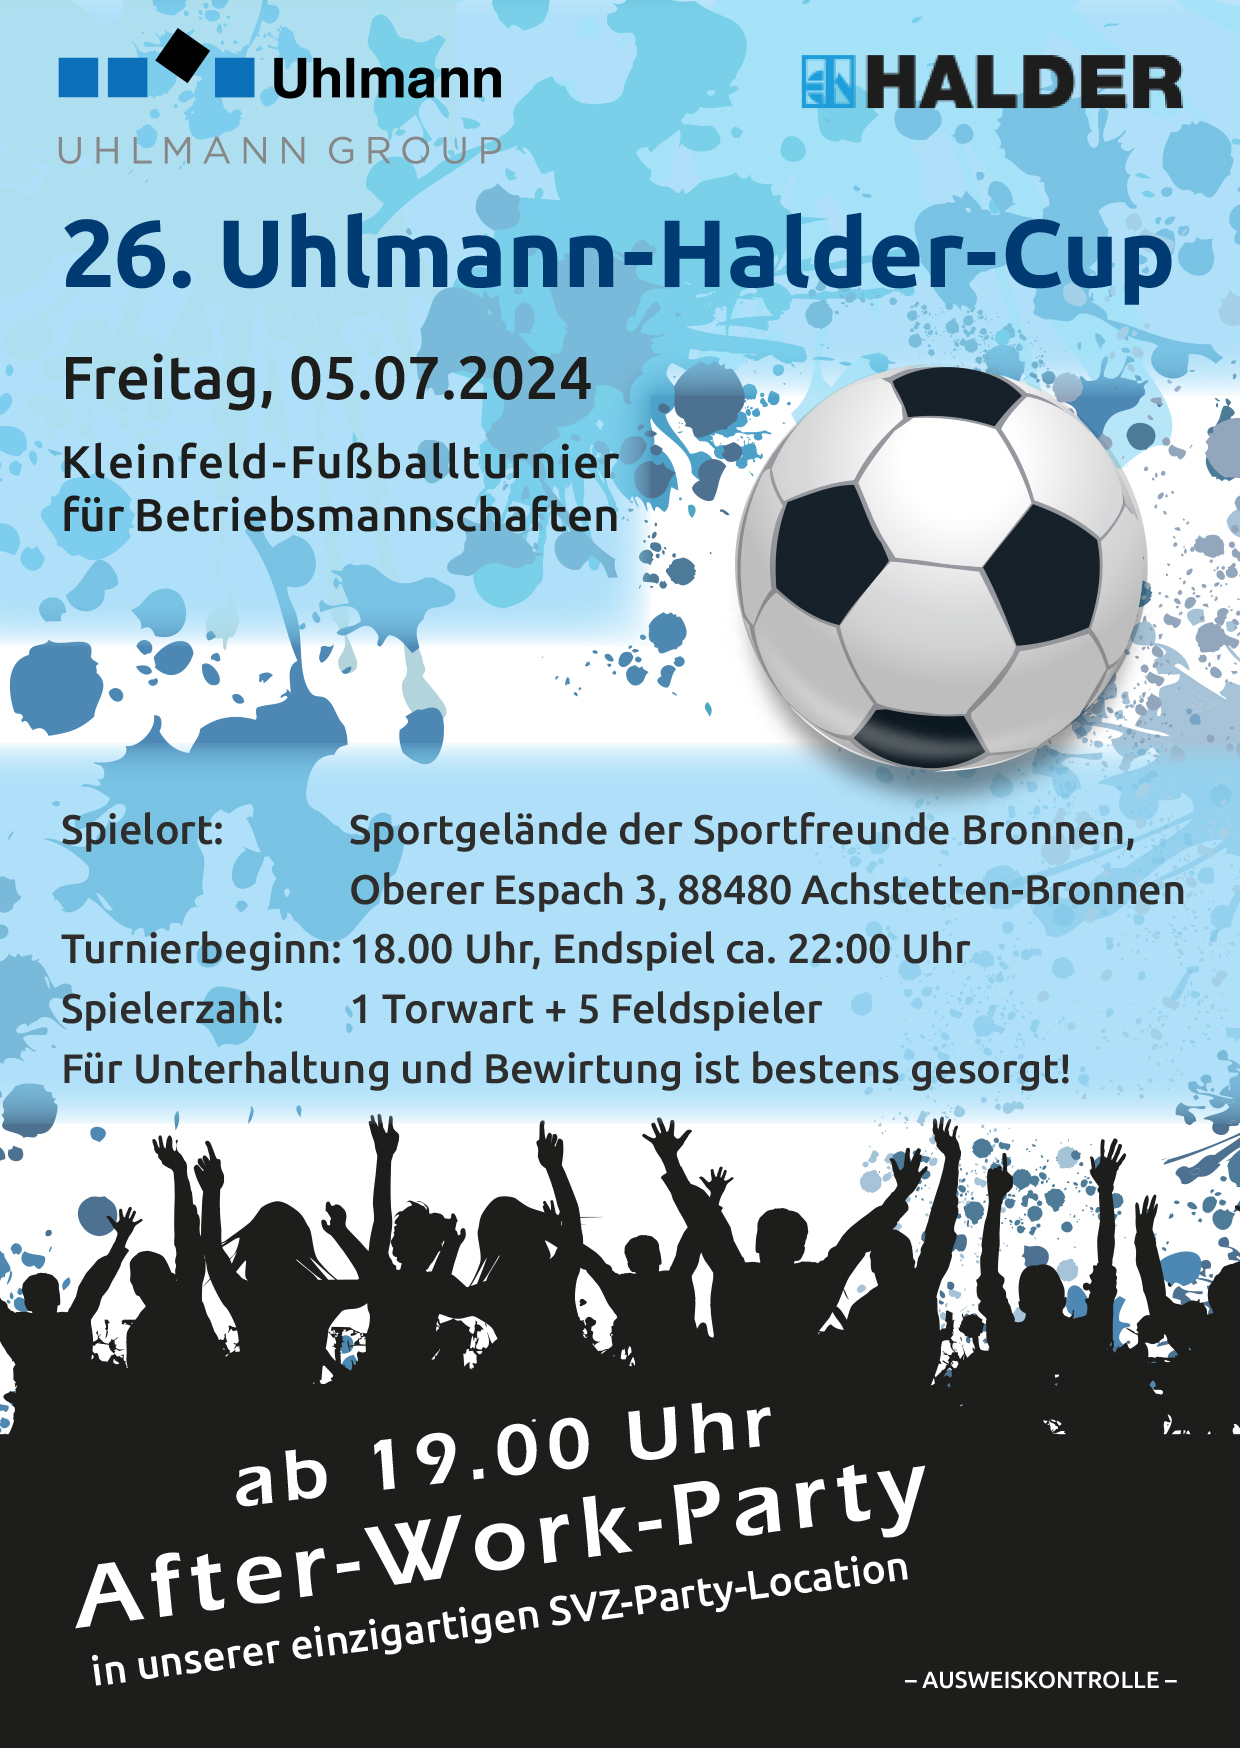 Uhlmann
UHLMANN GROUP
HALDER
26. Uhlmann-Halder-Cup
Freitag, 05.07.2024
Kleinfeld-Fußballturnier
für Betriebsmannschaften
Spielort: Sportgelände der Sportfreunde Bronnen,
Oberer Espach 3, 88480 Achstetten-Bronnen
Turnierbeginn: 18.00 Uhr, Endspiel ca. 22:00 Uhr
Spielerzahl: 1 Torwart + 5 Feldspieler
Für Unterhaltung und Bewirtung ist bestens gesorgt!
ab 19.00 Uhr
After-Work-Party
in unserer einzigartigen SVZ-Party-Location
– AUSWEISKONTROLLE –